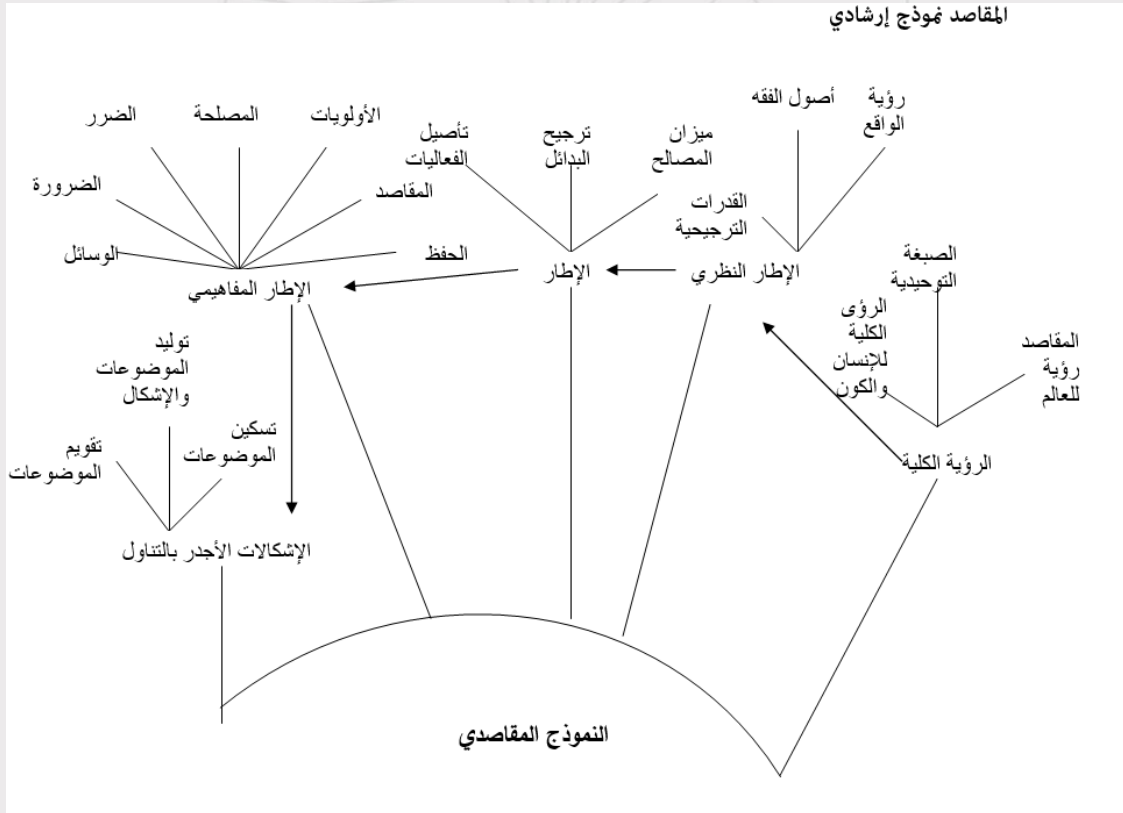 المقاصد نموذج إرشادي
رؤية
الواقع
أصول الفقه
القدرات
الترجيحية
ميزان
المصالح
ترجيح
البدائل
تأصيل
الفعاليات
الأولويات
المصلحة
الضرر
الضرورة
المقاصد
الوسائل
الحفظ
الصبغة
التوحيدية
الرؤى
الكلية
للإنسان
والكون
المقاصد
رؤية
للعالم
الرؤية الكلية
الإطار النظري
الإطار
الإطار المفاهيمي
توليد
الموضوعات
والإشكال
تسكين
الموضوعات
تقويم
الموضوعات
الإشكالات الأجدر بالتناول
النموذج المقاصدي